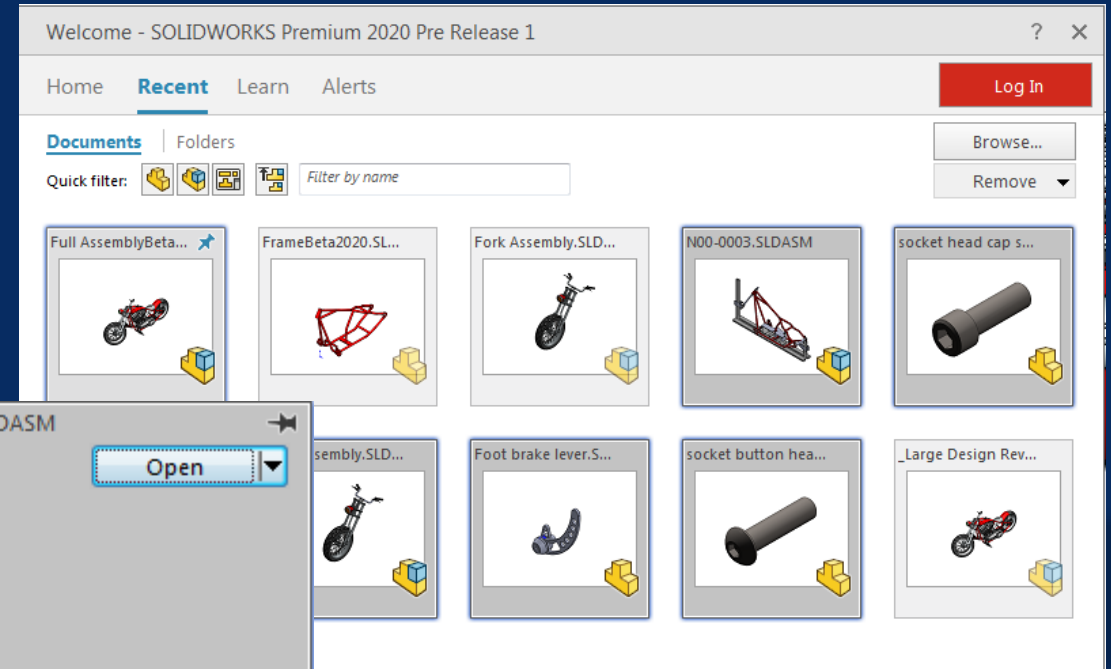 Welcome - SOLIDWORKS Premium 2020 Pre Release 1 ?
Home Recent Learn Alerts Log In
Documents Folders Browse...
Quick filter: Filter by name Remove
Full AssemblyBeta... FrameBeta2020.SL... Fork Assembly.SLD... N00-0003.SLDASM socket head cap s...
DASM
Open
sembly.SLD... Foot brake lever.S... socket button hea... _Large Design Rev...